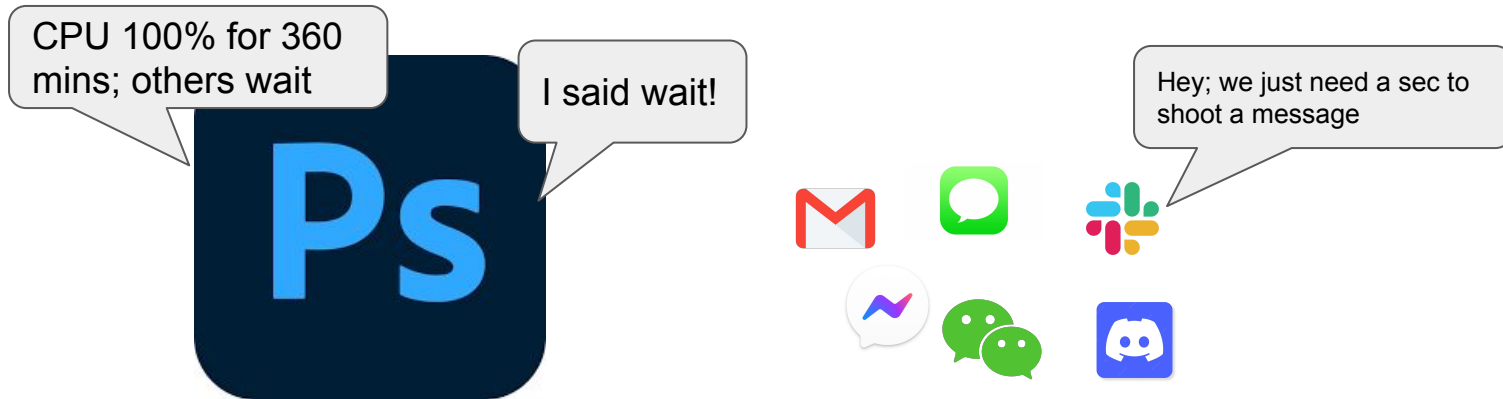 CPU 100% for 360
mins; others wait
I said wait!
Hey; we just need a sec to
shoot a message
Ps